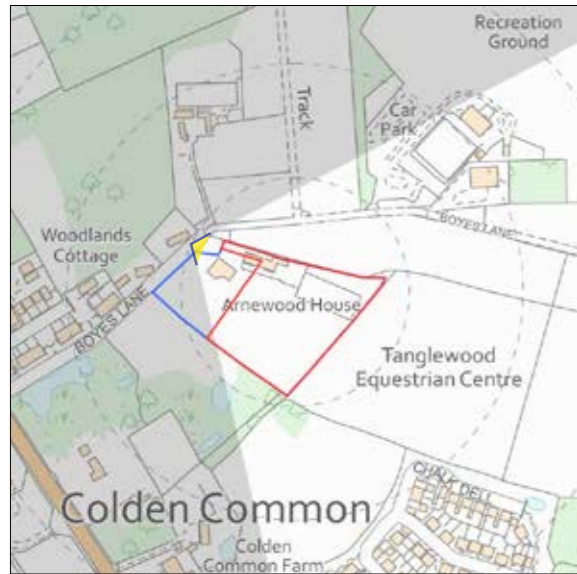 Recreation
Ground
Track
Car
Park
BOYES LANE
Woodlands
Cottage
BOYES LANE
Arnewood House
Tanglewood
Equestrian Centre
CHALK DELL
Colden Common
Colden
Common Farm